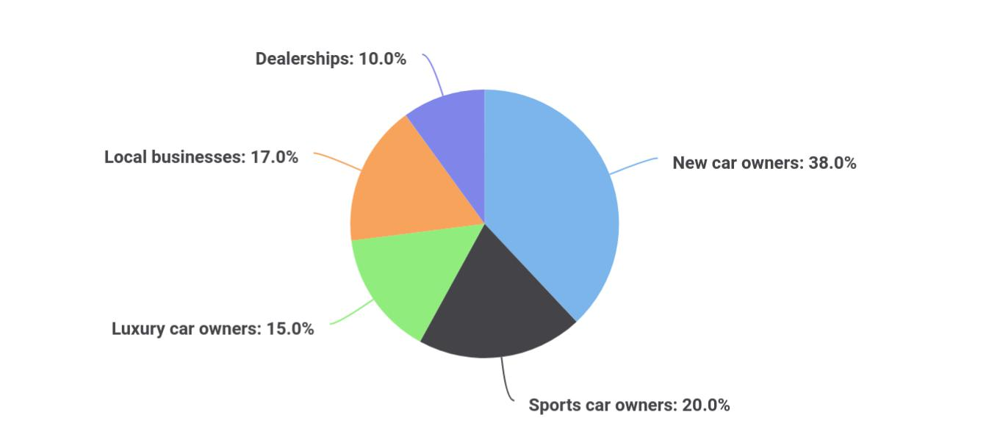 Dealerships: 10.0%
Local businesses: 17.0%
New car owners: 38.0%
Luxury car owners: 15.0%
Sports car owners: 20.0%